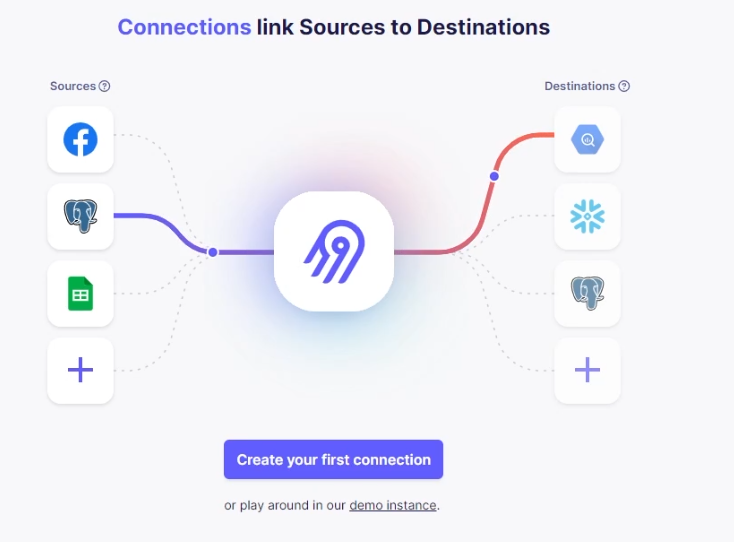 Connections link Sources to Destinations
Sources
Destinations
Create your first connection
or play around in our demo instance.